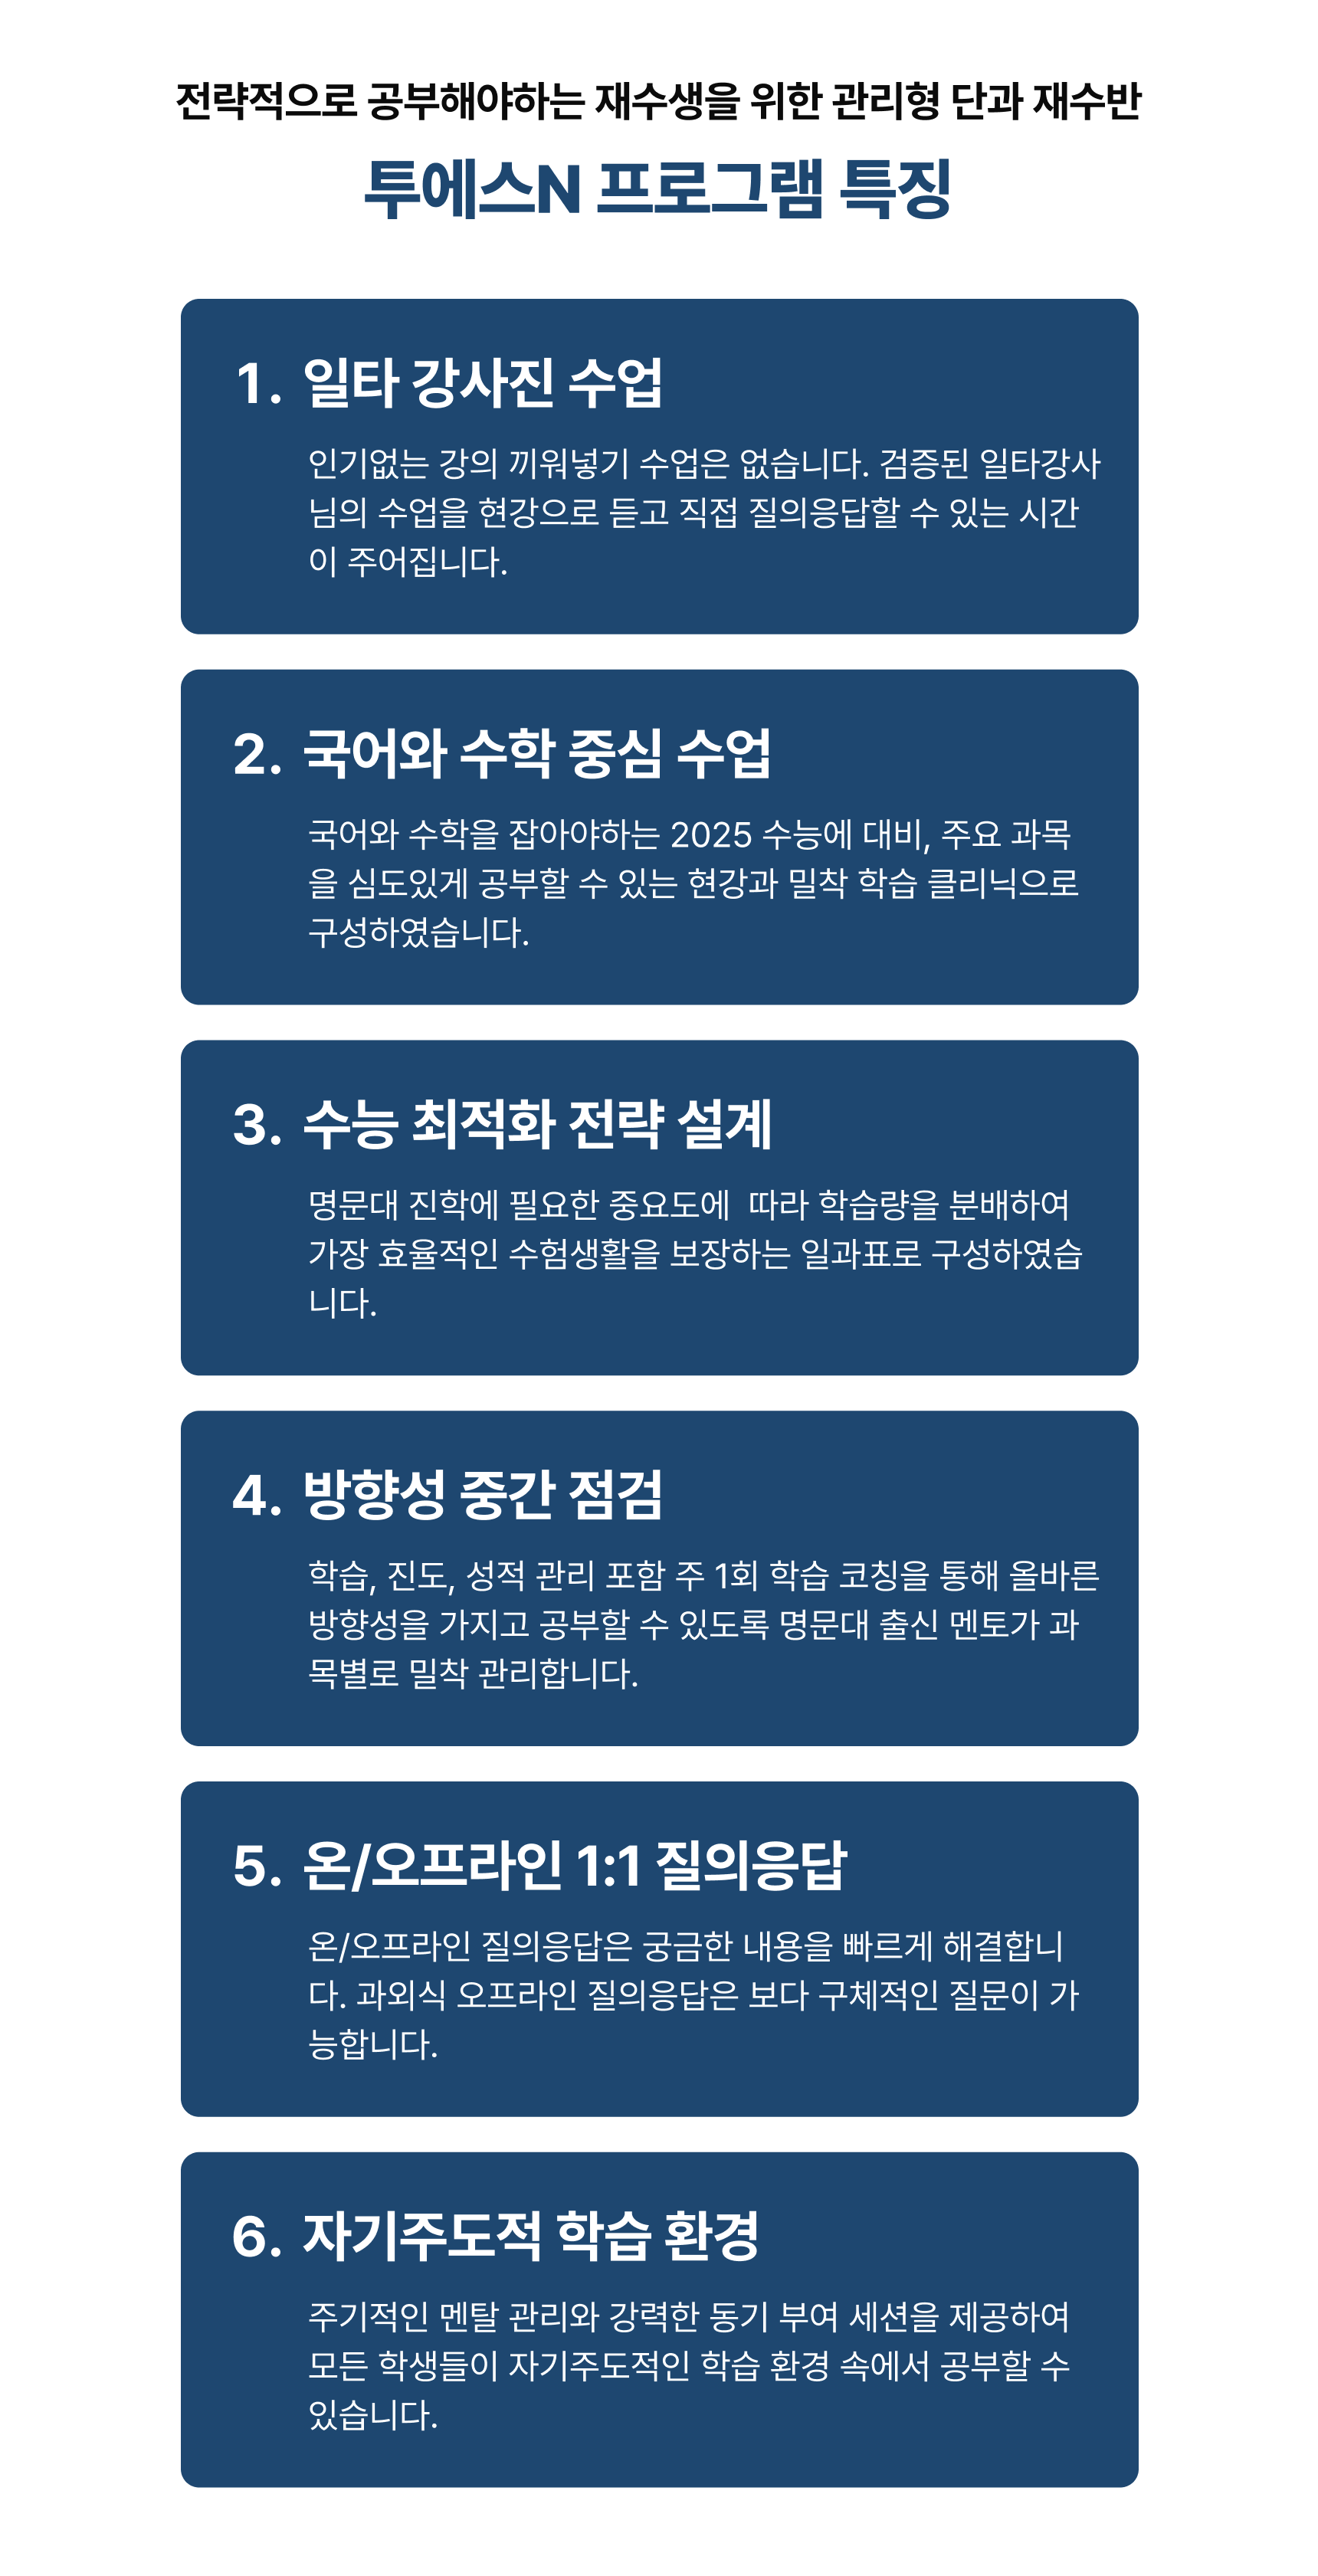 전략적으로 공부해야하는 재수생을 위한 관리형 단과 재수반
투에스N 프로그램 특징
1. 일타 강사진 수업
인기없는 강의 끼워넣기 수업은 없습니다. 검증된 일타강사
님의 수업을 현강으로 듣고 직접 질의응답할 수 있는 시간
이 주어집니다.
2. 국어와 수학 중심 수업
국어와 수학을 잡아야하는 2025 수능에 대비, 주요 과목
을 심도있게 공부할 수 있는 현강과 밀착 학습 클리닉으로
구성하였습니다.
3. 수능 최적화 전략 설계
명문대 진학에 필요한 중요도에  따라 학습량을 분배하여
가장 효율적인 수험생활을 보장하는 일과표로 구성하였습
니다.
4. 방향성 중간 점검
학습, 진도, 성적 관리 포함 주 1회 학습 코칭을 통해 올바른
방향성을 가지고 공부할 수 있도록 명문대 출신 멘토가 과
목별로 밀착 관리합니다.
5. 온/오프라인 1:1 질의응답
온/오프라인 질의응답은 궁금한 내용을 빠르게 해결합니
다. 과외식 오프라인 질의응답은 보다 구체적인 질문이 가
능합니다.
6. 자기주도적 학습 환경
주기적인 멘탈 관리와 강력한 동기 부여 세션을 제공하여
모든 학생들이 자기주도적인 학습 환경 속에서 공부할 수
있습니다.